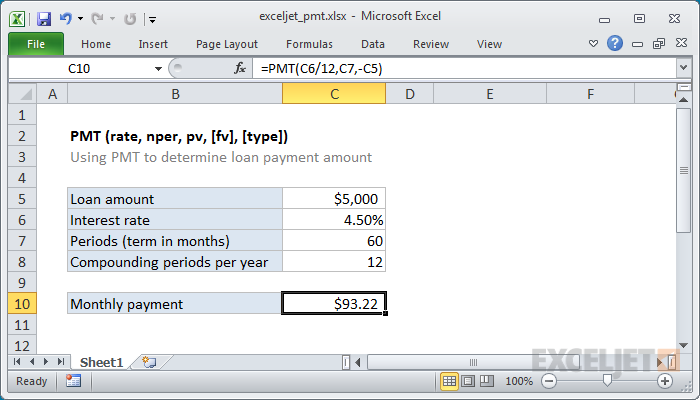 exceljet_pmt.xlsx - Microsoft Excel
File Home Insert Page Layout Formulas Data Review View
C10 fx =PMT(C6/12,C7,-C5)
A B C D E F G
1
2 PMT (rate, nper, pv, [fv], [type])
3 Using PMT to determine loan payment amount
4
5 Loan amount $5,000
6 Interest rate 4.50%
7 Periods (term in months) 60
8 Compounding periods per year 12
9
10 Monthly payment $93.22
11
12
Sheet1
EXCELJET
Ready 100%